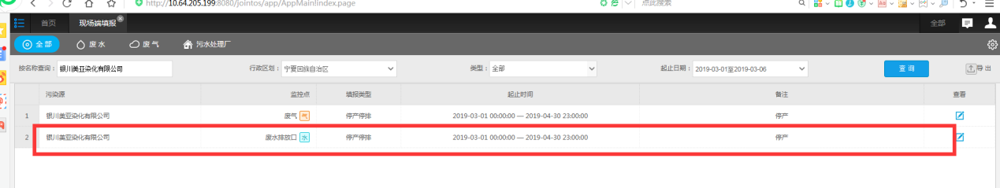 http://10.64.205.199:8080/jointos/app/AppMain!index.page 点此搜索
首页 现场端填报 全部
全部 废水 废气 污水处理厂
按名称查询: 银川美亚染化有限公司 行政区划: 宁夏回族自治区 类型: 全部 起止日期: 2019-03-01至2019-03-06 查询 导出
污染源 监控点 填报类型 起止时间 备注 查看
1 银川美亚染化有限公司 废气 气 停产停排 2019-03-01 00:00:00 — 2019-04-30 23:00:00 停产
2 银川美亚染化有限公司 废水排放口 水 停产停排 2019-03-01 00:00:00 — 2019-04-30 23:00:00 停产